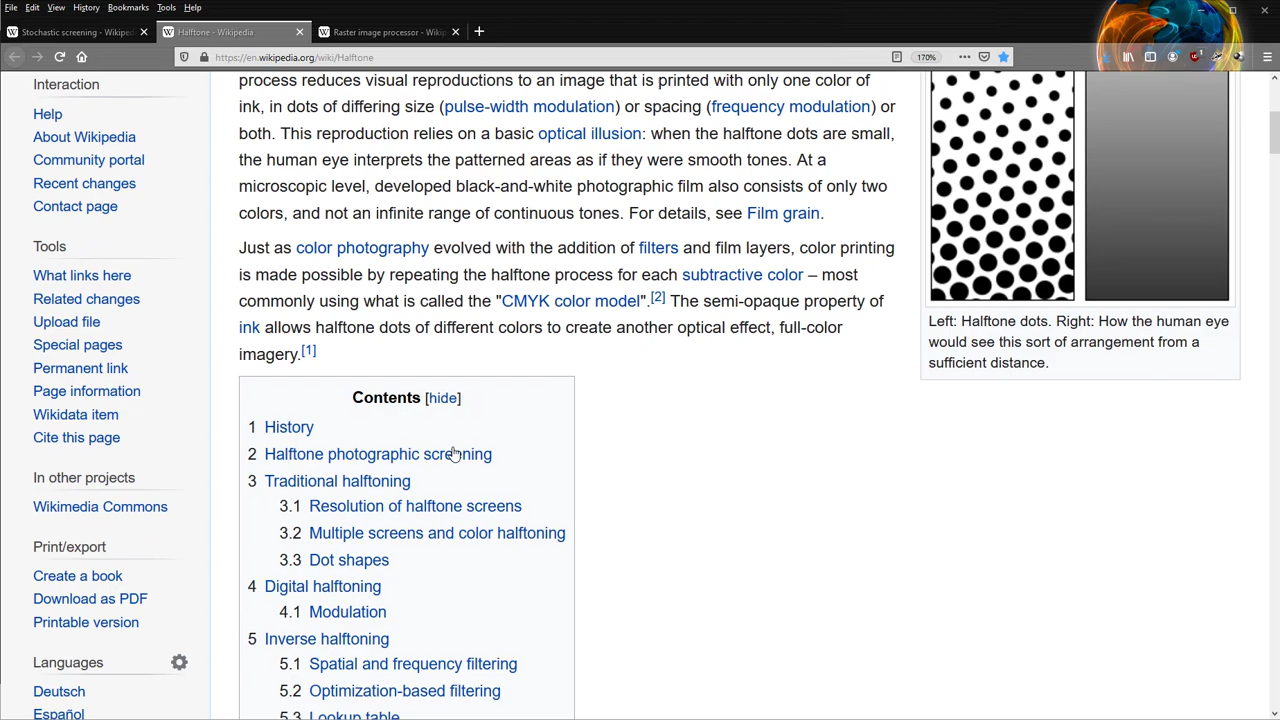 File Edit View History Bookmarks Tools Help
Stochastic screening - Wikiped
Halftone - Wikipedia
Raster image processor - Wikip
https://en.wikipedia.org/wiki/Halftone
170%
Interaction
Help
About Wikipedia
Community portal
Recent changes
Contact page
Tools
What links here
Related changes
Upload file
Special pages
Permanent link
Page information
Wikidata item
Cite this page
In other projects
Wikimedia Commons
Print/export
Create a book
Download as PDF
Printable version
Languages
Deutsch
Español
process reduces visual reproductions to an image that is printed with only one color of
ink, in dots of differing size (pulse-width modulation) or spacing (frequency modulation) or
both. This reproduction relies on a basic optical illusion: when the halftone dots are small,
the human eye interprets the patterned areas as if they were smooth tones. At a
microscopic level, developed black-and-white photographic film also consists of only two
colors, and not an infinite range of continuous tones. For details, see Film grain.
Just as color photography evolved with the addition of filters and film layers, color printing
is made possible by repeating the halftone process for each subtractive color – most
commonly using what is called the "CMYK color model".[2] The semi-opaque property of
ink allows halftone dots of different colors to create another optical effect, full-color
imagery.[1]
Contents [hide]
1 History
2 Halftone photographic screening
3 Traditional halftoning
3.1 Resolution of halftone screens
3.2 Multiple screens and color halftoning
3.3 Dot shapes
4 Digital halftoning
4.1 Modulation
5 Inverse halftoning
5.1 Spatial and frequency filtering
5.2 Optimization-based filtering
5.3 Lookup table
Left: Halftone dots. Right: How the human eye
would see this sort of arrangement from a
sufficient distance.